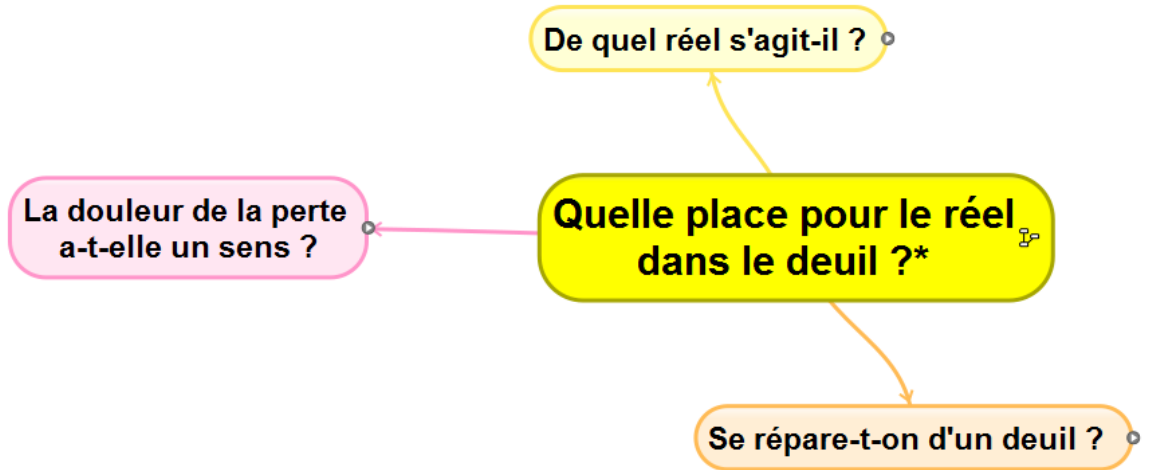 De quel réel s'agit-il ?
La douleur de la perte
a-t-elle un sens ?
Quelle place pour le réel
dans le deuil ?*
Se répare-t-on d'un deuil ?